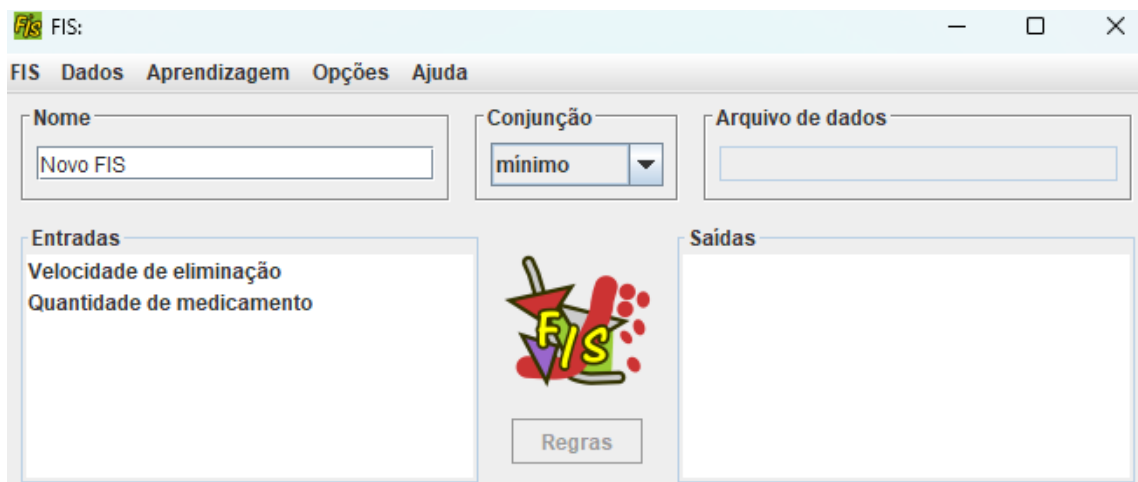 Fis FIS:
FIS Dados Aprendizagem Opções Ajuda
Nome
Novo FIS
Conjunção
mínimo
Arquivo de dados
Entradas
Velocidade de eliminação
Quantidade de medicamento
FIS
Regras
Saídas